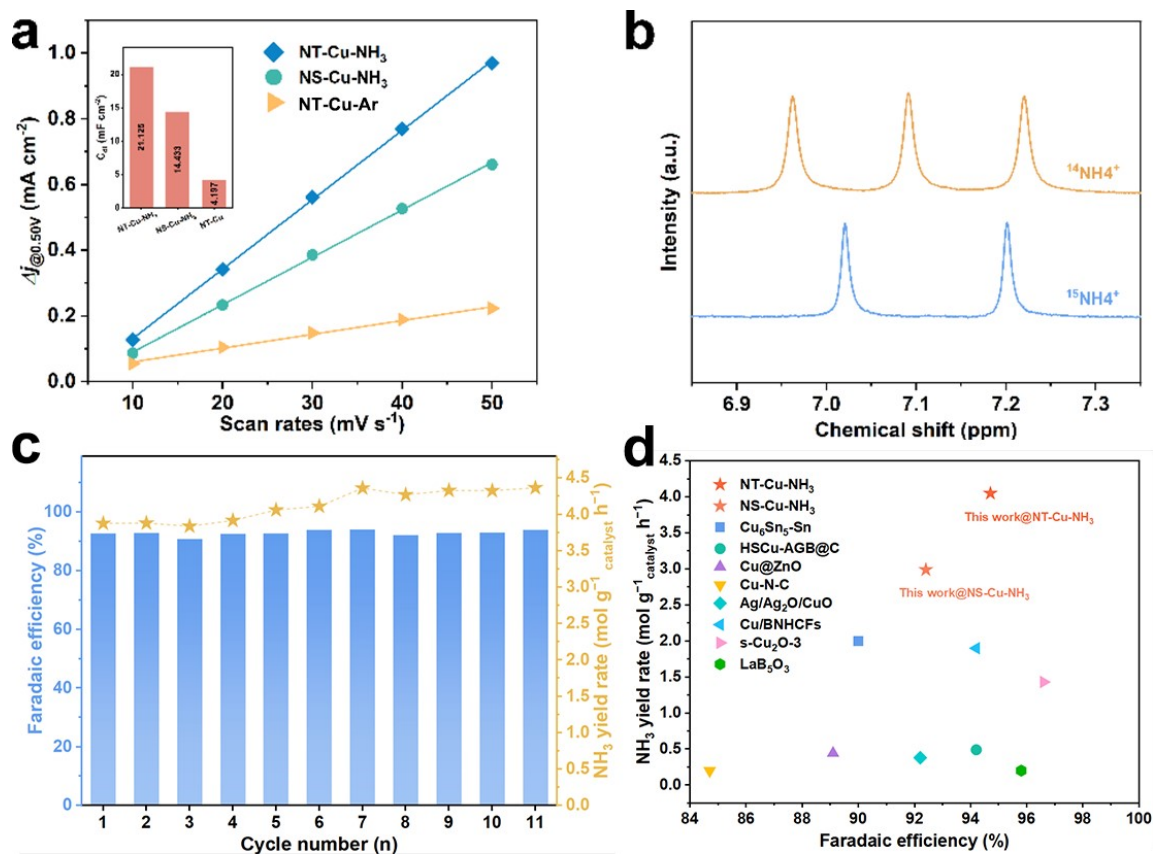 a
Δj@0.50V (mA cm⁻²)
1.0
0.8
0.6
0.4
0.2
0.0
10 20 30 40 50
Scan rates (mV s⁻¹)
NT-Cu-NH₃
NS-Cu-NH₃
NT-Cu-Ar
Cdl (mF cm⁻²)
20
15
10
5
0
21.125
14.433
4.197
NT-Cu-NH₃ NS-Cu-NH₃ NT-Cu
b
Intensity (a.u.)
¹⁴NH4⁺
¹⁵NH4⁺
6.9 7.0 7.1 7.2 7.3
Chemical shift (ppm)
c
Faradaic efficiency (%)
100
80
60
40
20
0
4.5
4.0
3.5
3.0
2.5
2.0
1.5
1.0
0.5
0.0
NH₃ yield rate (mol g⁻¹catalyst h⁻¹)
1 2 3 4 5 6 7 8 9 10 11
Cycle number (n)
d
NH₃ yield rate (mol g⁻¹catalyst h⁻¹)
4.5
4.0
3.5
3.0
2.5
2.0
1.5
1.0
0.5
0.0
NT-Cu-NH₃
NS-Cu-NH₃
Cu₆Sn₅-Sn
HSCu-AGB@C
Cu@ZnO
Cu-N-C
Ag/Ag₂O/CuO
Cu/BNHCFs
s-Cu₂O-3
LaB₅O₃
This work@NT-Cu-NH₃
This work@NS-Cu-NH₃
84 86 88 90 92 94 96 98 100
Faradaic efficiency (%)